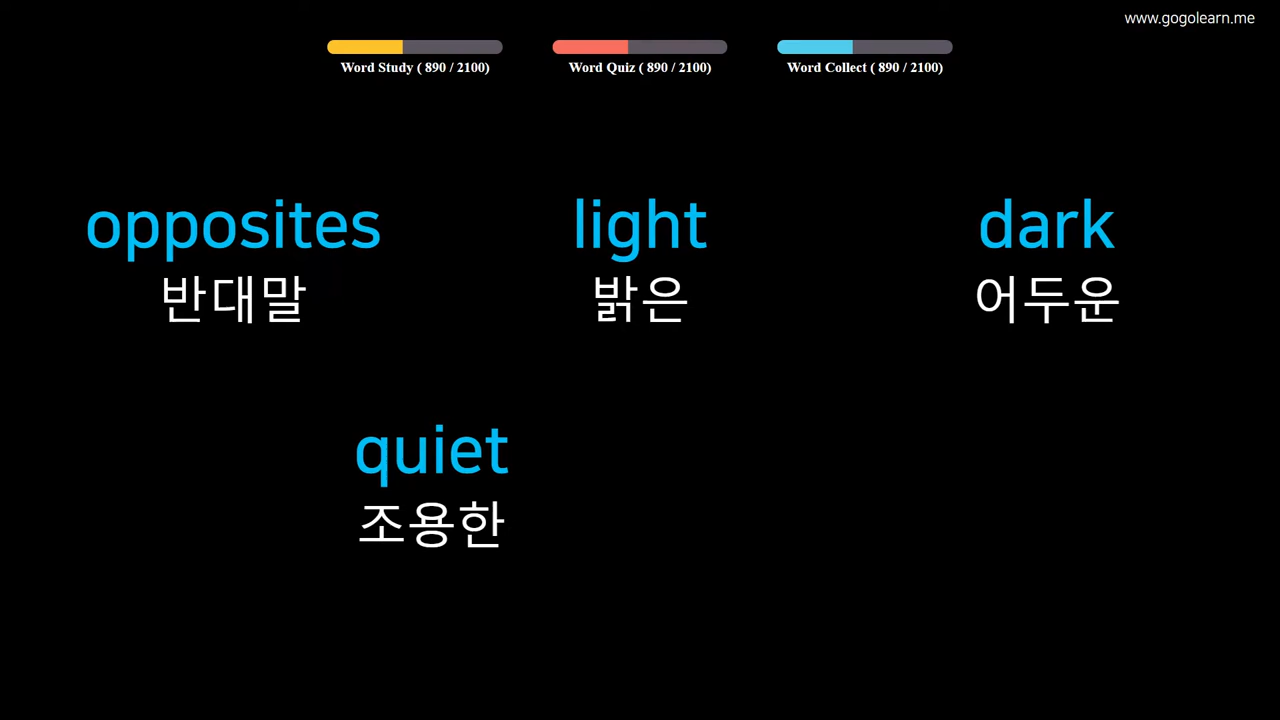 www.gogolearn.me
Word Study ( 890 / 2100)
Word Quiz ( 890 / 2100)
Word Collect ( 890 / 2100)
opposites
반대말
light
밝은
dark
어두운
quiet
조용한